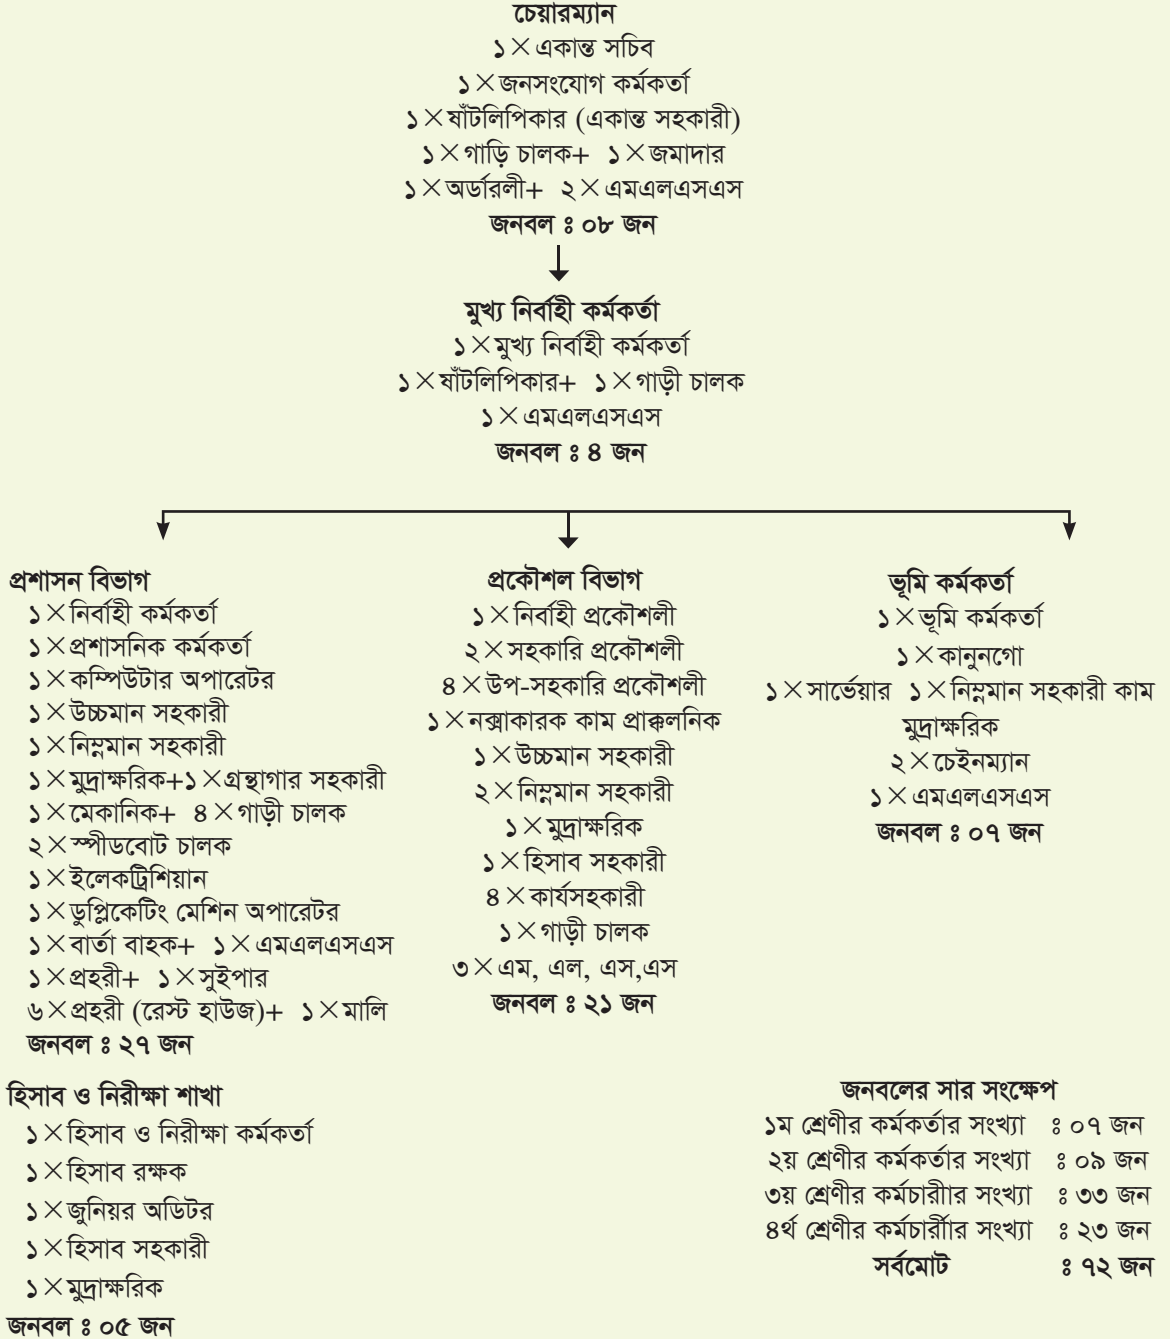 চেয়ারম্যান
১×একান্ত সচিব
১×জনসংযোগ কর্মকর্তা
১×ষাঁটলিপিকার (একান্ত সহকারী)
১×গাড়ি চালক+ ১×জমাদার
১×অর্ডারলী+ ২×এমএলএসএস
জনবল ঃ ০৮ জন
মুখ্য নির্বাহী কর্মকর্তা
১×মুখ্য নির্বাহী কর্মকর্তা
১×ষাঁটলিপিকার+ ১×গাড়ী চালক
১×এমএলএসএস
জনবল ঃ ৪ জন
প্রশাসন বিভাগ
১×নির্বাহী কর্মকর্তা
১×প্রশাসনিক কর্মকর্তা
১×কম্পিউটার অপারেটর
১×উচ্চমান সহকারী
১×নিম্নমান সহকারী
১×মুদ্রাক্ষরিক+১×গ্রন্থাগার সহকারী
১×মেকানিক+ ৪×গাড়ী চালক
২×স্পীডবোট চালক
১×ইলেকট্রিশিয়ান
১×ডুপ্লিকেটিং মেশিন অপারেটর
১×বার্তা বাহক+ ১×এমএলএসএস
১×প্রহরী+ ১×সুইপার
৬×প্রহরী (রেস্ট হাউজ)+ ১×মালি
জনবল ঃ ২৭ জন
প্রকৌশল বিভাগ
১×নির্বাহী প্রকৌশলী
২×সহকারি প্রকৌশলী
৪×উপ-সহকারি প্রকৌশলী
১×নক্সাকারক কাম প্রাক্কলনিক
১×উচ্চমান সহকারী
২×নিম্নমান সহকারী
১×মুদ্রাক্ষরিক
১×হিসাব সহকারী
৪×কার্যসহকারী
১×গাড়ী চালক
৩×এম, এল, এস,এস
জনবল ঃ ২১ জন
ভূমি কর্মকর্তা
১×ভূমি কর্মকর্তা
১×কানুনগো
১×সার্ভেয়ার ১×নিম্নমান সহকারী কাম
মুদ্রাক্ষরিক
২×চেইনম্যান
১×এমএলএসএস
জনবল ঃ ০৭ জন
হিসাব ও নিরীক্ষা শাখা
১×হিসাব ও নিরীক্ষা কর্মকর্তা
১×হিসাব রক্ষক
১×জুনিয়র অডিটর
১×হিসাব সহকারী
১×মুদ্রাক্ষরিক
জনবল ঃ ০৫ জন
জনবলের সার সংক্ষেপ
১ম শ্রেণীর কর্মকর্তার সংখ্যা ঃ ০৭ জন
২য় শ্রেণীর কর্মকর্তার সংখ্যা ঃ ০৯ জন
৩য় শ্রেণীর কর্মচারীার সংখ্যা ঃ ৩৩ জন
৪র্থ শ্রেণীর কর্মচার্রীার সংখ্যা ঃ ২৩ জন
সর্বমোট ঃ ৭২ জন